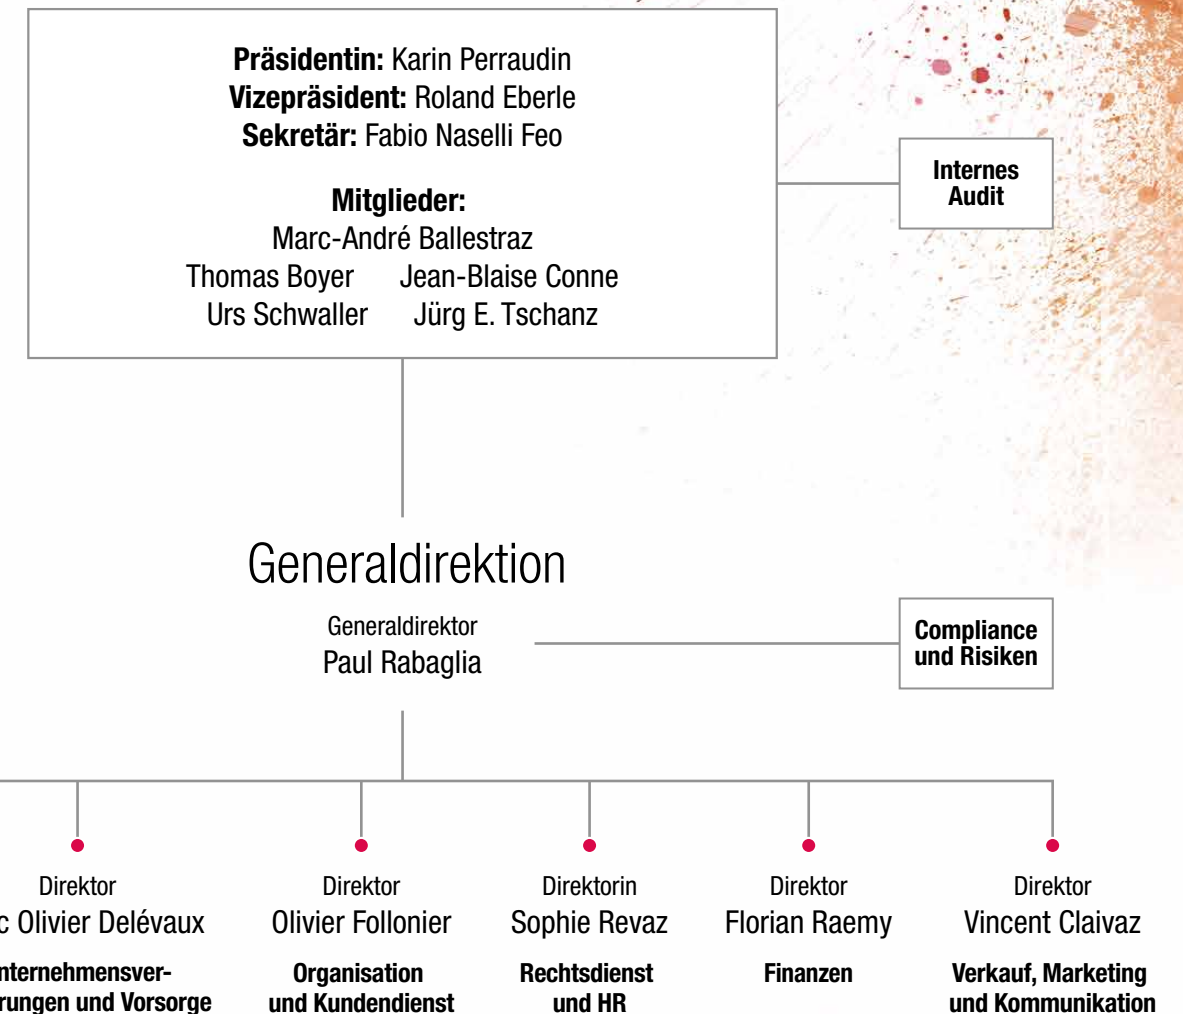 Präsidentin: Karin Perraudin
Vizepräsident: Roland Eberle
Sekretär: Fabio Naselli Feo
Mitglieder:
Marc-André Ballestraz
Thomas Boyer Jean-Blaise Conne
Urs Schwaller Jürg E. Tschanz
Internes
Audit
Generaldirektion
Generaldirektor
Paul Rabaglia
Compliance
und Risiken
Direktor
Olivier Delévaux
und Vorsorge
Direktor
Olivier Follonier
Organisation
und Kundendienst
Direktorin
Sophie Revaz
Rechtsdienst
und HR
Direktor
Florian Raemy
Finanzen
Direktor
Vincent Claivaz
Verkauf, Marketing
und Kommunikation